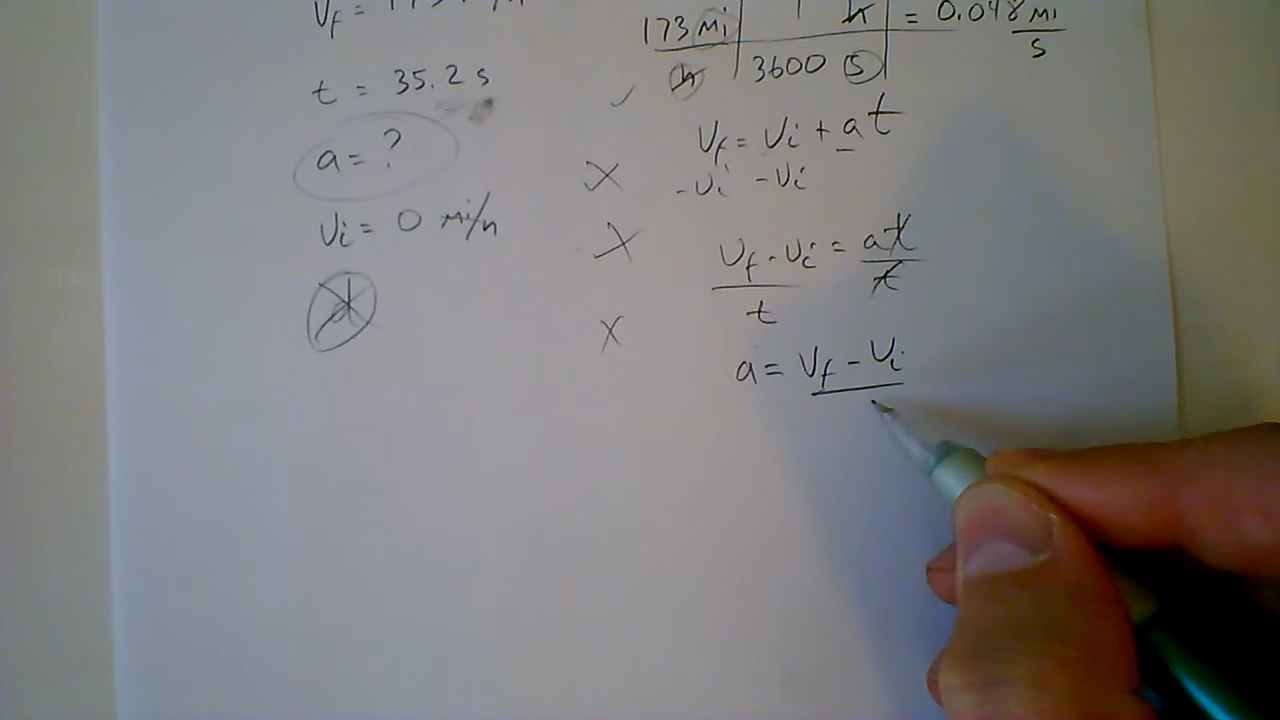 Vf =
t = 35.2 s
a = ?
Vi = 0 mi/h
d
173 mi | 1 h | = 0.048 mi
h | 3600 s | s
✓
X
X
X
Vf = Vi + at
-Vi -Vi
Vf - Vi = at
t t
a = Vf - Vi